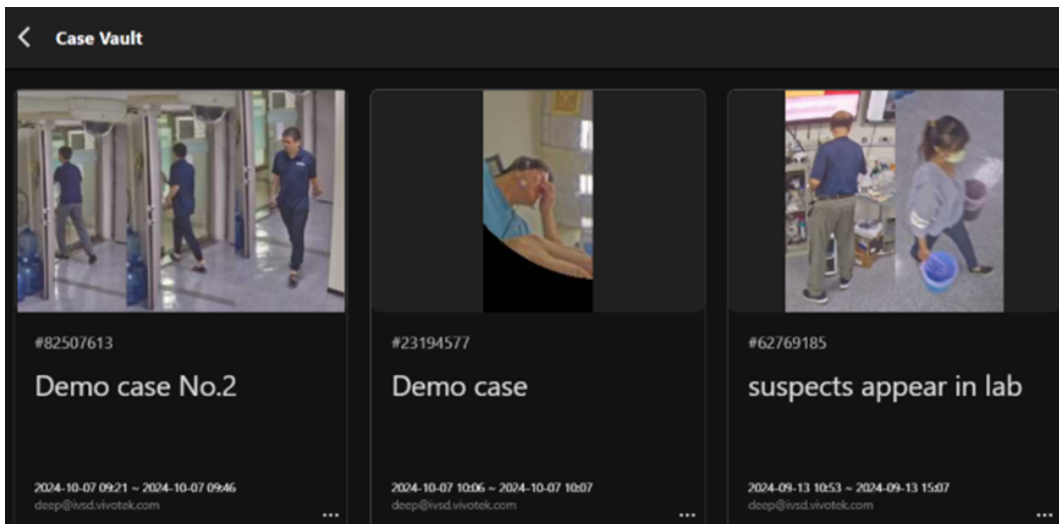 Case Vault
#82507613
Demo case No.2
2024-10-07 09:21 ~ 2024-10-07 09:46
deep@ivsd.vivotek.com
...
#23194577
Demo case
2024-10-07 10:06 ~ 2024-10-07 10:07
deep@ivsd.vivotek.com
...
#62769185
suspects appear in lab
2024-09-13 10:53 ~ 2024-09-13 15:07
deep@ivsd.vivotek.com
...